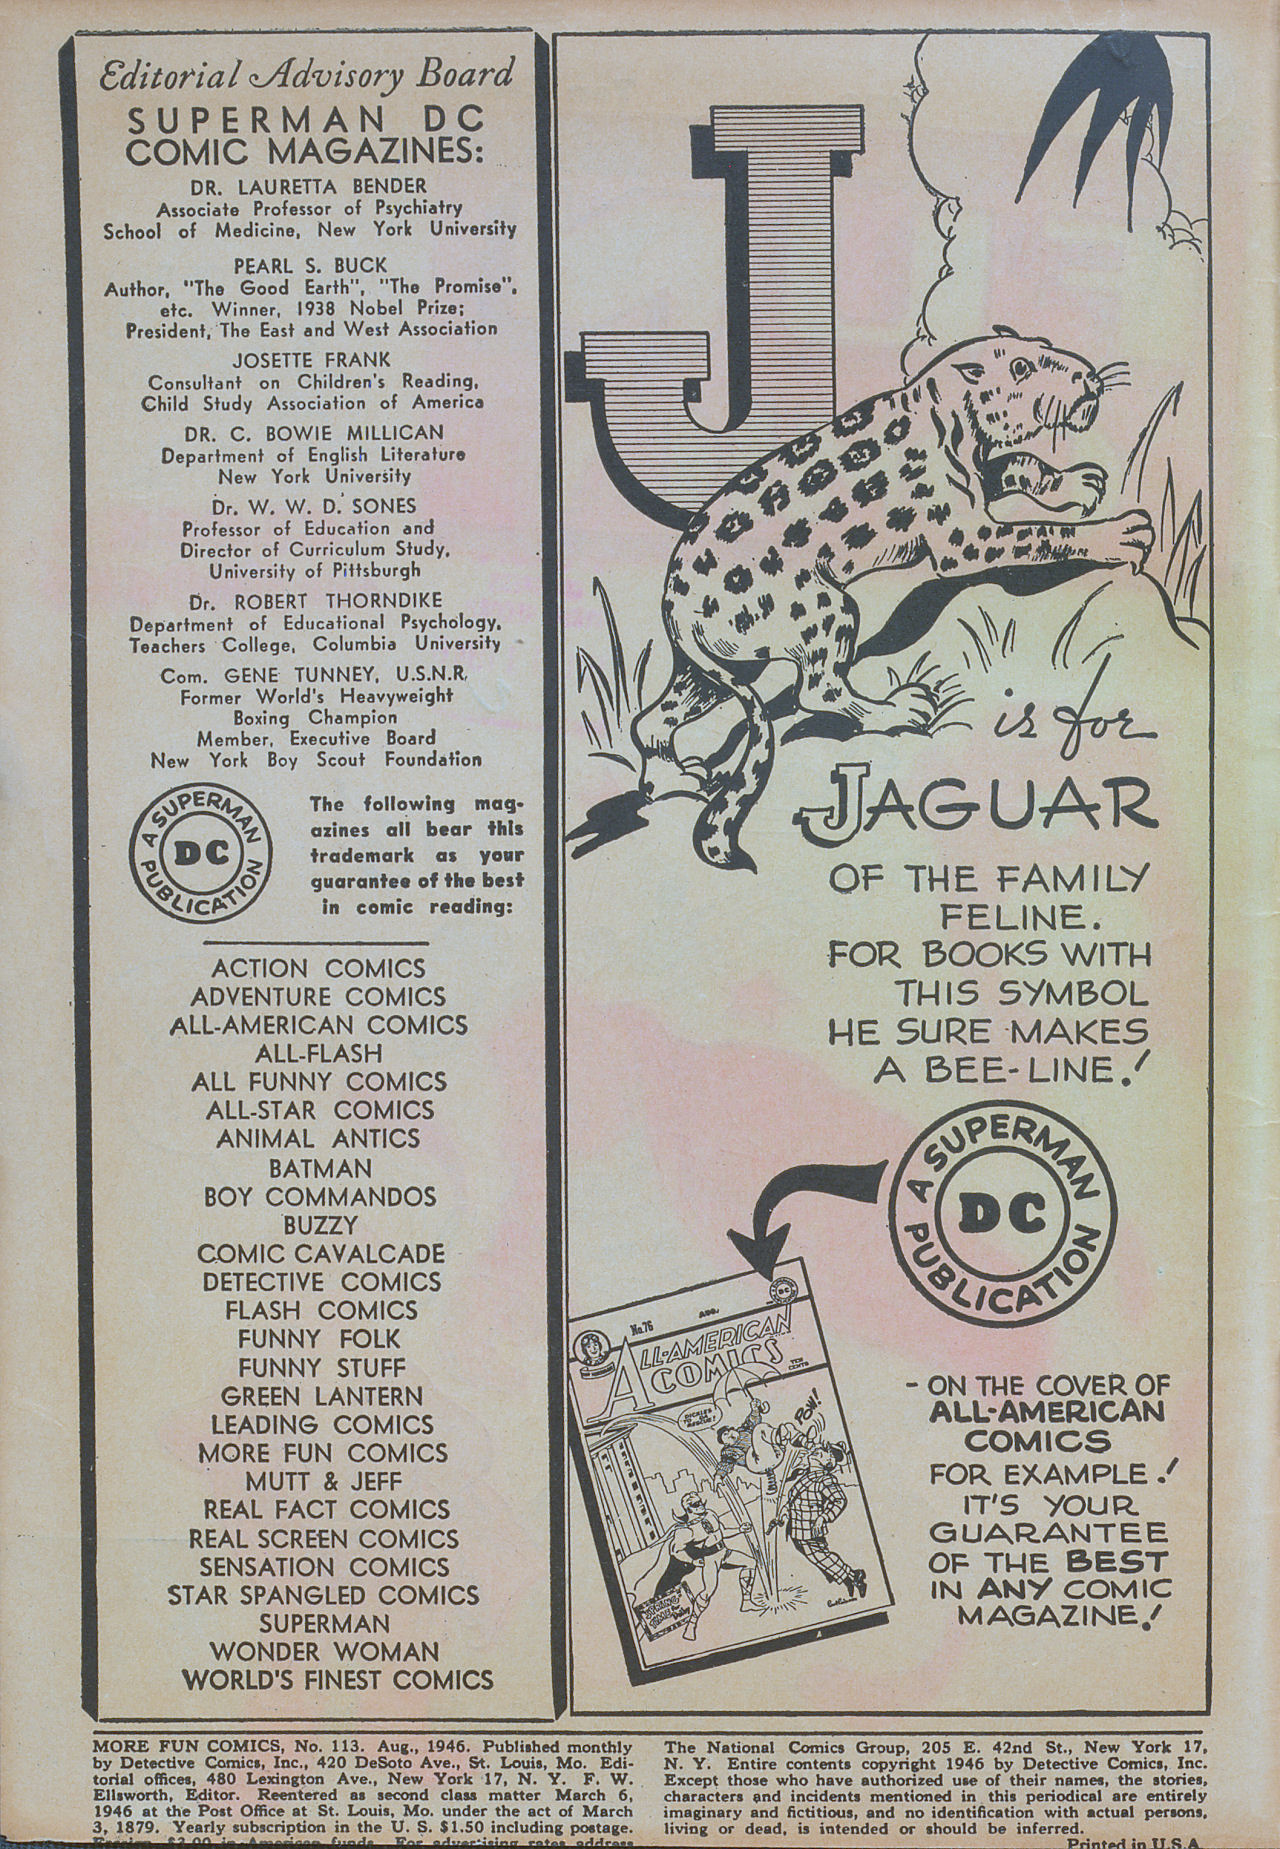 Editorial Advisory Board
SUPERMAN DC
COMIC MAGAZINES:
DR. LAURETTA BENDER
Associate Professor of Psychiatry
School of Medicine, New York University
PEARL S. BUCK
Author, "The Good Earth", "The Promise",
etc. Winner, 1938 Nobel Prize;
President, The East and West Association
JOSETTE FRANK
Consultant on Children's Reading,
Child Study Association of America
DR. C. BOWIE MILLICAN
Department of English Literature
New York University
Dr. W. W. D. SONES
Professor of Education and
Director of Curriculum Study,
University of Pittsburgh
Dr. ROBERT THORNDIKE
Department of Educational Psychology,
Teachers College, Columbia University
Com. GENE TUNNEY, U.S.N.R.
Former World's Heavyweight
Boxing Champion
Member, Executive Board
New York Boy Scout Foundation
A SUPERMAN
DC
PUBLICATION
The following mag-
azines all bear this
trademark as your
guarantee of the best
in comic reading:
ACTION COMICS
ADVENTURE COMICS
ALL-AMERICAN COMICS
ALL-FLASH
ALL FUNNY COMICS
ALL-STAR COMICS
ANIMAL ANTICS
BATMAN
BOY COMMANDOS
BUZZY
COMIC CAVALCADE
DETECTIVE COMICS
FLASH COMICS
FUNNY FOLK
FUNNY STUFF
GREEN LANTERN
LEADING COMICS
MORE FUN COMICS
MUTT & JEFF
REAL FACT COMICS
REAL SCREEN COMICS
SENSATION COMICS
STAR SPANGLED COMICS
SUPERMAN
WONDER WOMAN
WORLD'S FINEST COMICS
J
is for
JAGUAR
OF THE FAMILY
FELINE.
FOR BOOKS WITH
THIS SYMBOL
HE SURE MAKES
A BEE-LINE!
A SUPERMAN
DC
PUBLICATION
DC
AUG.
No. 76
ALL-AMERICAN
COMICS
TEN
CENTS
DOIBLES
TO THE
RESCUE!
POW!
- ON THE COVER OF
ALL-AMERICAN
COMICS
FOR EXAMPLE!
IT'S YOUR
GUARANTEE
OF THE BEST
IN ANY COMIC
MAGAZINE!
MORE FUN COMICS, No. 113. Aug., 1946. Published monthly
by Detective Comics, Inc., 420 DeSoto Ave., St. Louis, Mo. Edi-
torial offices, 480 Lexington Ave., New York 17, N. Y. F. W.
Ellsworth, Editor. Reentered as second class matter March 6,
1946 at the Post Office at St. Louis, Mo. under the act of March
3, 1879. Yearly subscription in the U. S. $1.50 including postage.
Foreign, $3.00 in American funds. For advertising rates address
The National Comics Group, 205 E. 42nd St., New York 17,
N. Y. Entire contents copyright 1946 by Detective Comics, Inc.
Except those who have authorized use of their names, the stories,
characters and incidents mentioned in this periodical are entirely
imaginary and fictitious, and no identification with actual persons,
living or dead, is intended or should be inferred.
Printed in U.S.A.